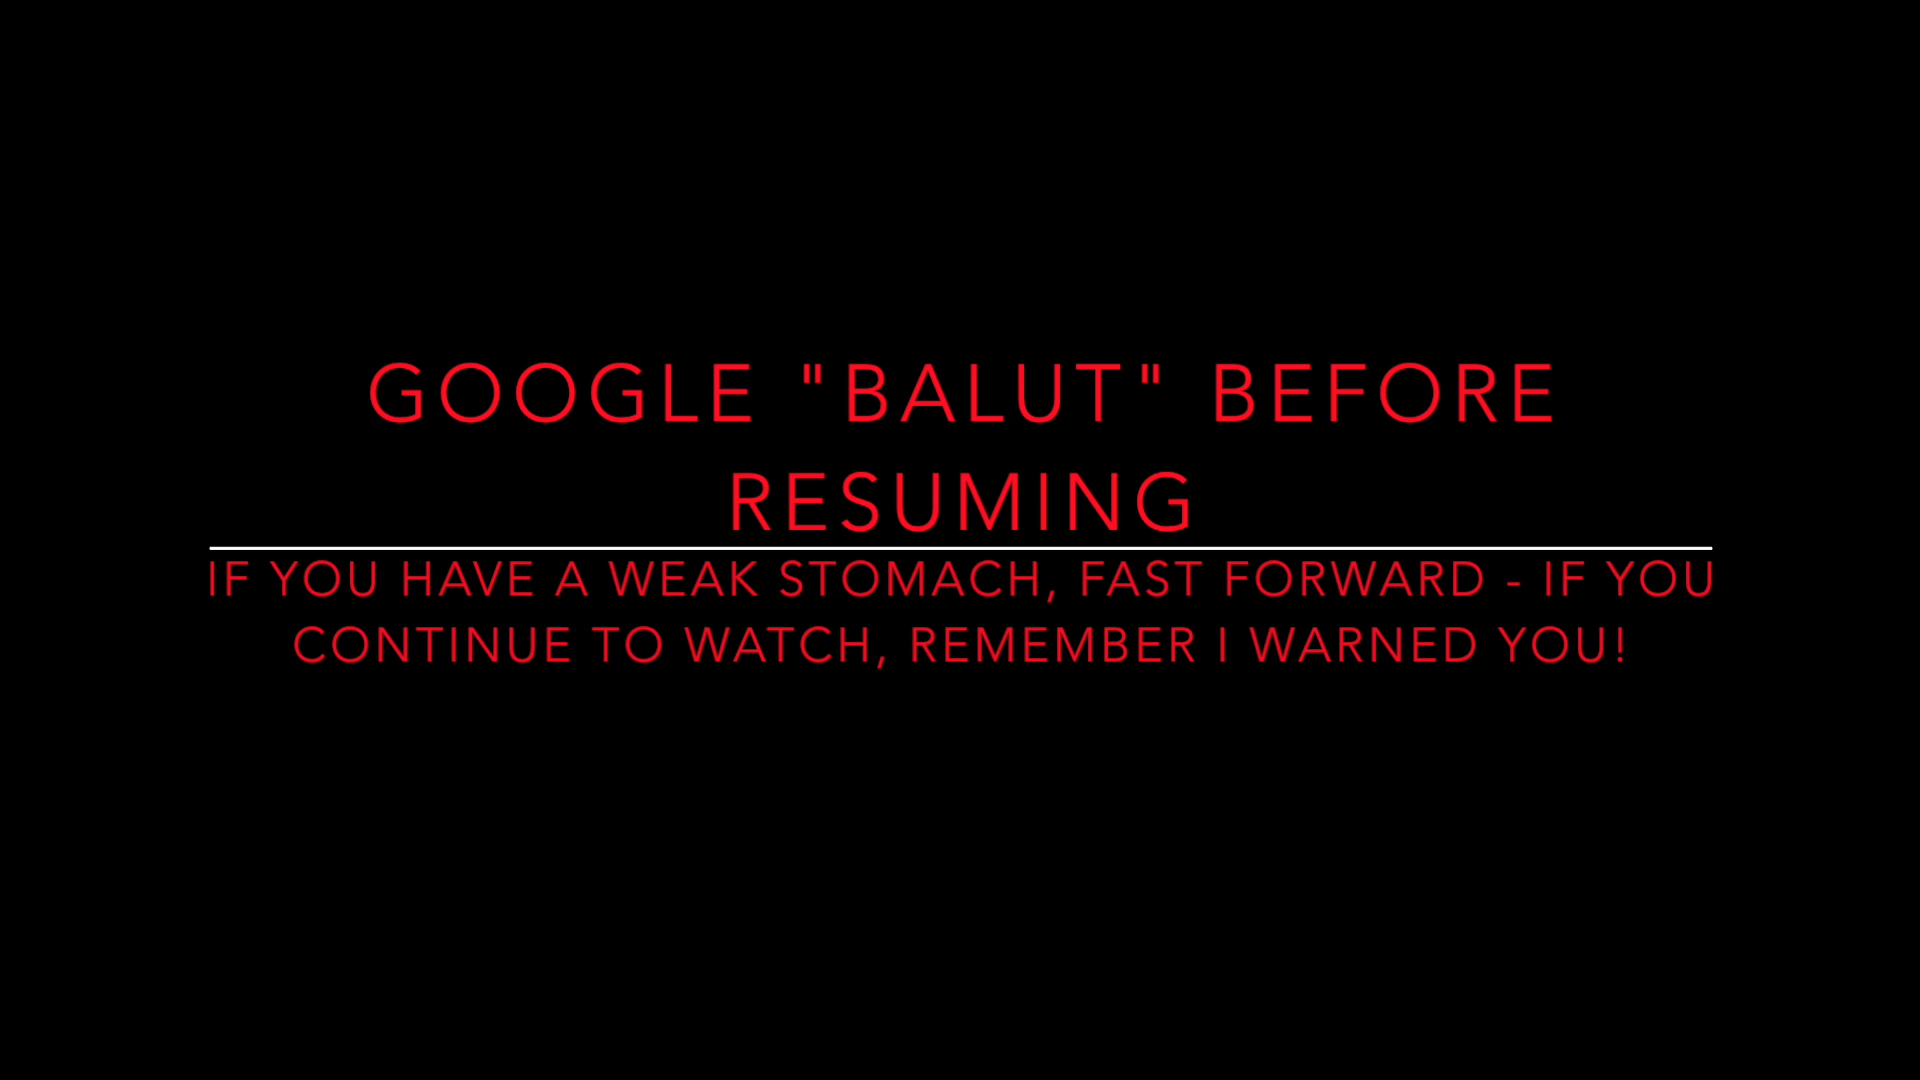 GOOGLE "BALUT" BEFORE
RESUMING
IF YOU HAVE A WEAK STOMACH, FAST FORWARD - IF YOU
CONTINUE TO WATCH, REMEMBER I WARNED YOU!